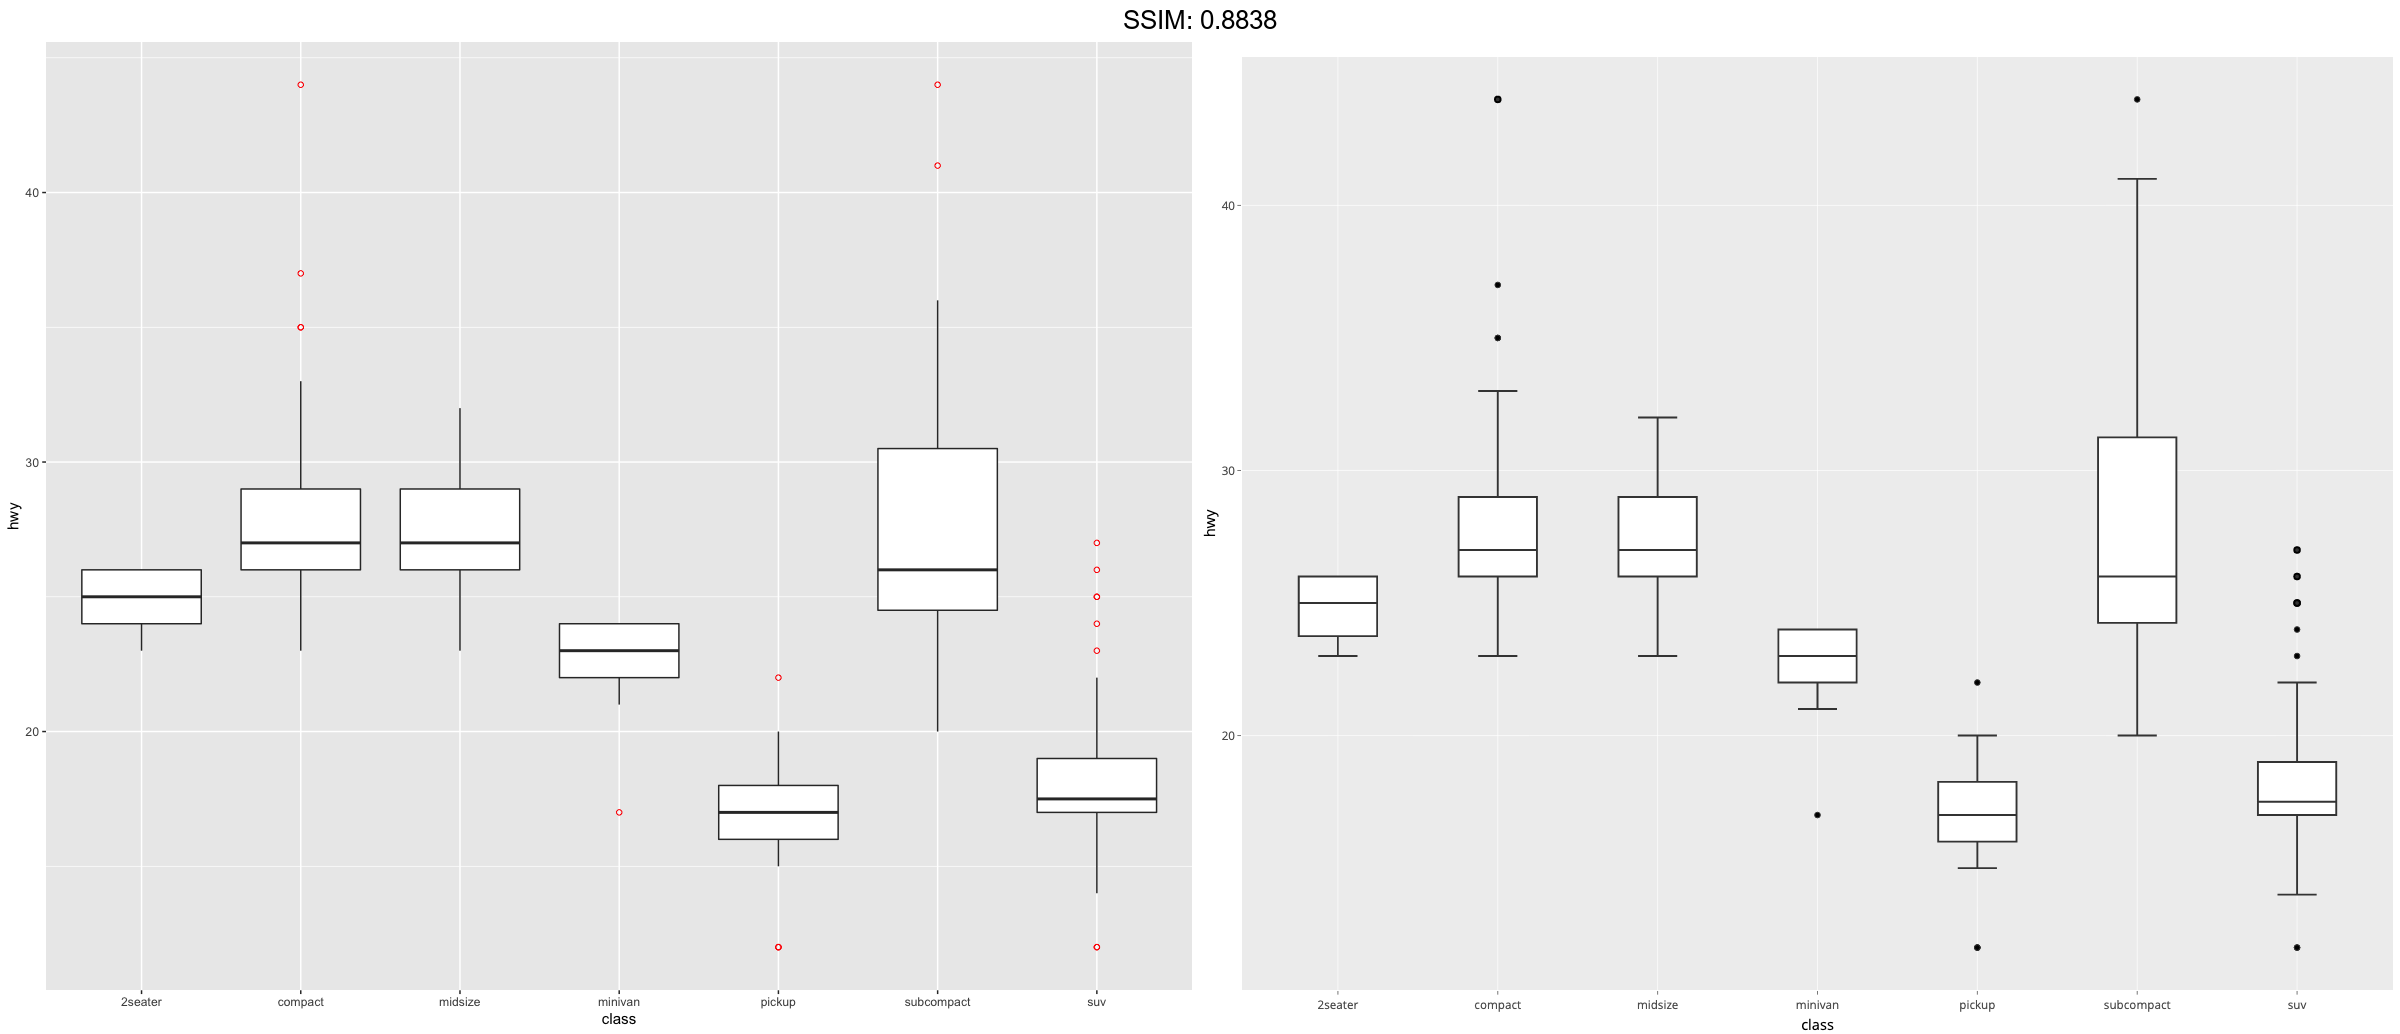 SSIM: 0.8838
40
30
20
hwy
2seater compact midsize minivan pickup subcompact suv
class
40
30
20
hwy
2seater compact midsize minivan pickup subcompact suv
class